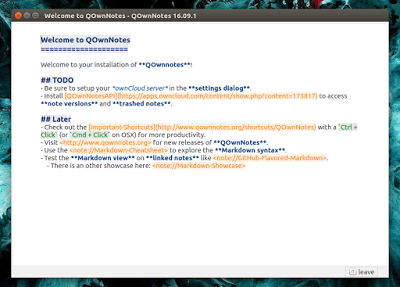 Welcome to QOwnNotes - QOwnNotes 16.09.1
Welcome to QOwnNotes
====================
Welcome to your installation of **QOwnNotes**!
## TODO
- Be sure to setup your *ownCloud server* in the **settings dialog**.
- Install [QOwnNotesAPI](https://apps.owncloud.com/content/show.php?content=173817) to access
**note versions** and **trashed notes**.
## Later
- Check out the [Important-Shortcuts](http://www.qownnotes.org/shortcuts/QOwnNotes) with a `Ctrl +
Click` (or `Cmd + Click` on OSX) for more productivity.
- Visit <http://www.qownnotes.org> for new releases of **QOwnNotes**.
- Use the <note://Markdown-Cheatsheet> to explore the **Markdown syntax**.
- Test the **Markdown view** on **linked notes** like <note://GitHub-Flavored-Markdown>.
- There is another showcase here: <note://Markdown-Showcase>
leave